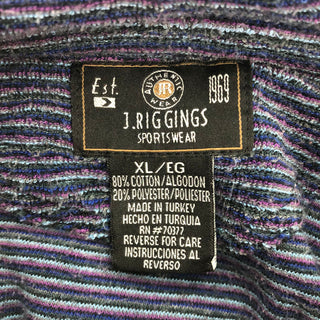 Est.
AUTHENTIC
JR
WEAR
1969
J.RIGGINGS
SPORTSWEAR
XL/EG
80% COTTON/ALGODON
20% POLYESTER/POLIESTER
MADE IN TURKEY
HECHO EN TURQUIA
RN #70377
REVERSE FOR CARE
INSTRUCCIONES AL
REVERSO